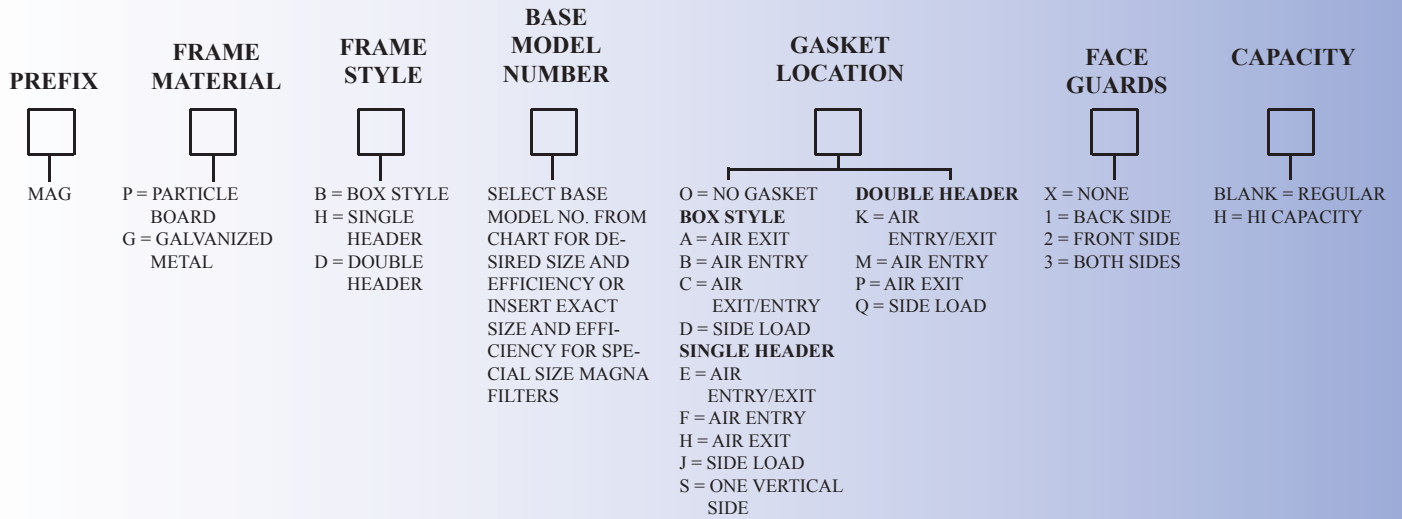 PREFIX
MAG
FRAME
MATERIAL
P = PARTICLE
BOARD
G = GALVANIZED
METAL
FRAME
STYLE
B = BOX STYLE
H = SINGLE
HEADER
D = DOUBLE
HEADER
BASE
MODEL
NUMBER
SELECT BASE
MODEL NO. FROM
CHART FOR DE-
SIRED SIZE AND
EFFICIENCY OR
INSERT EXACT
SIZE AND EFFI-
CIENCY FOR SPE-
CIAL SIZE MAGNA
FILTERS
GASKET
LOCATION
O = NO GASKET
BOX STYLE
A = AIR EXIT
B = AIR ENTRY
C = AIR
EXIT/ENTRY
D = SIDE LOAD
SINGLE HEADER
E = AIR
ENTRY/EXIT
F = AIR ENTRY
H = AIR EXIT
J = SIDE LOAD
S = ONE VERTICAL
SIDE
DOUBLE HEADER
K = AIR
ENTRY/EXIT
M = AIR ENTRY
P = AIR EXIT
Q = SIDE LOAD
FACE
GUARDS
X = NONE
1 = BACK SIDE
2 = FRONT SIDE
3 = BOTH SIDES
CAPACITY
BLANK = REGULAR
H = HI CAPACITY